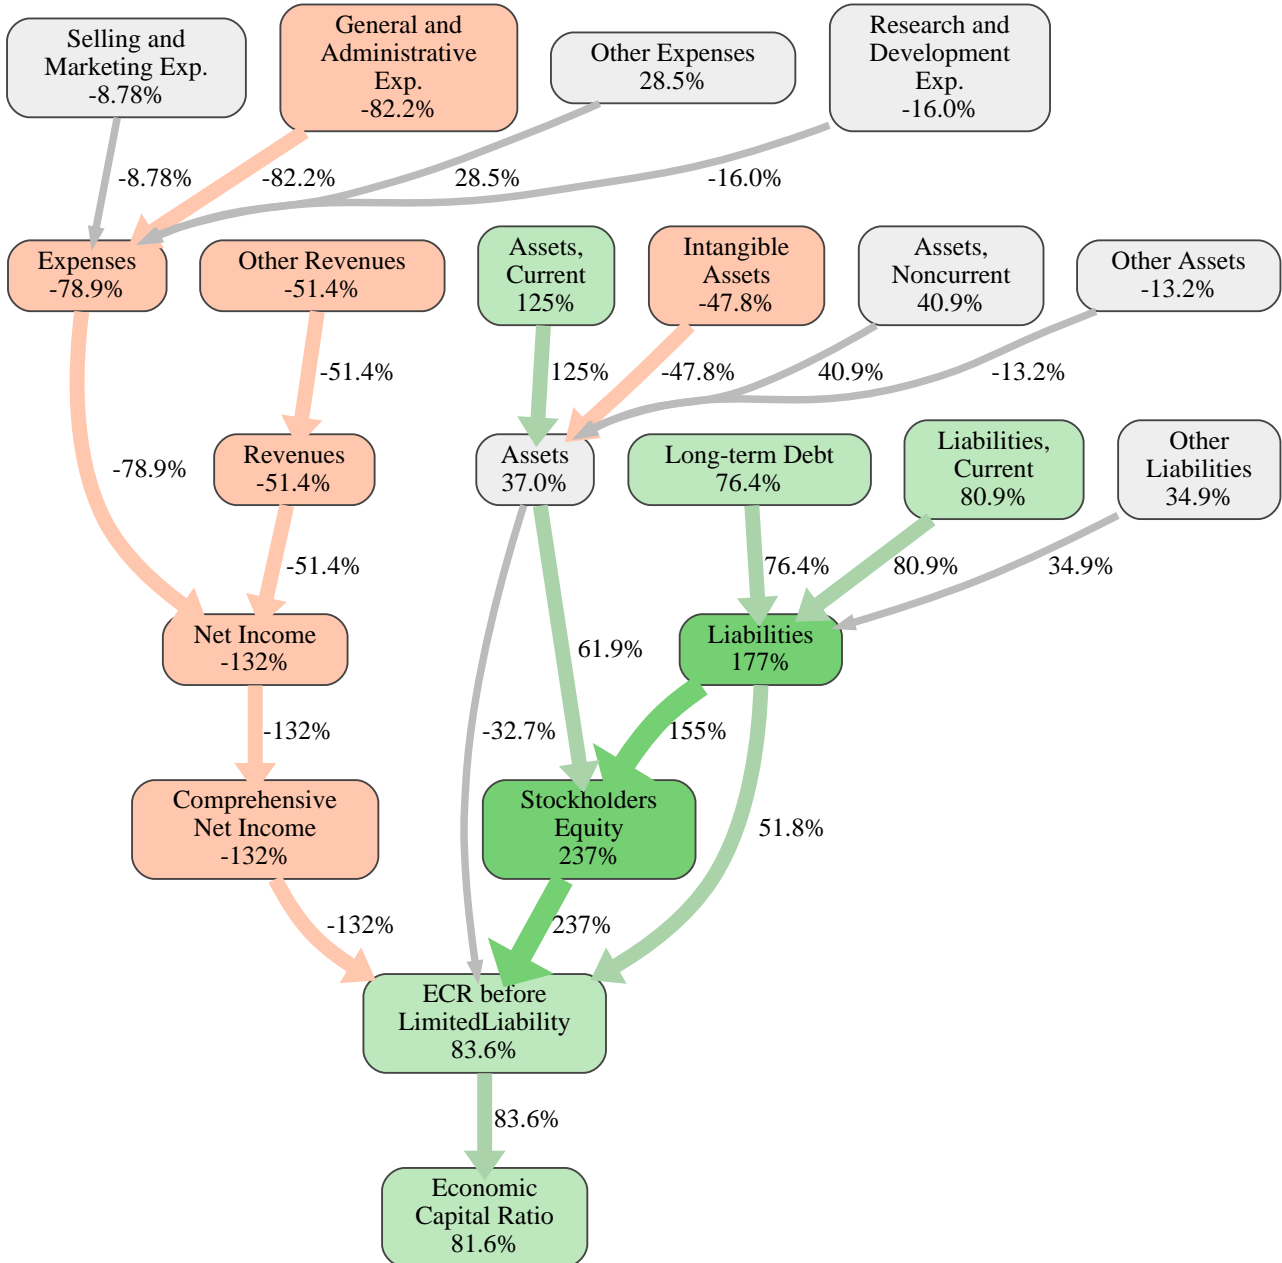 Selling and
Marketing Exp.
-8.78%
General and
Administrative
Exp.
-82.2%
Other Expenses
28.5%
Research and
Development
Exp.
-16.0%
-8.78%
-82.2%
28.5%
-16.0%
Expenses
-78.9%
Other Revenues
-51.4%
Assets,
Current
125%
Intangible
Assets
-47.8%
Assets,
Noncurrent
40.9%
Other Assets
-13.2%
-51.4%
125%
-47.8%
40.9%
-13.2%
-78.9%
Revenues
-51.4%
Assets
37.0%
Long-term Debt
76.4%
Liabilities,
Current
80.9%
Other
Liabilities
34.9%
-51.4%
76.4%
80.9%
34.9%
Net Income
-132%
61.9%
Liabilities
177%
-132%
-32.7%
155%
Comprehensive
Net Income
-132%
Stockholders
Equity
237%
51.8%
-132%
237%
ECR before
LimitedLiability
83.6%
83.6%
Economic
Capital Ratio
81.6%